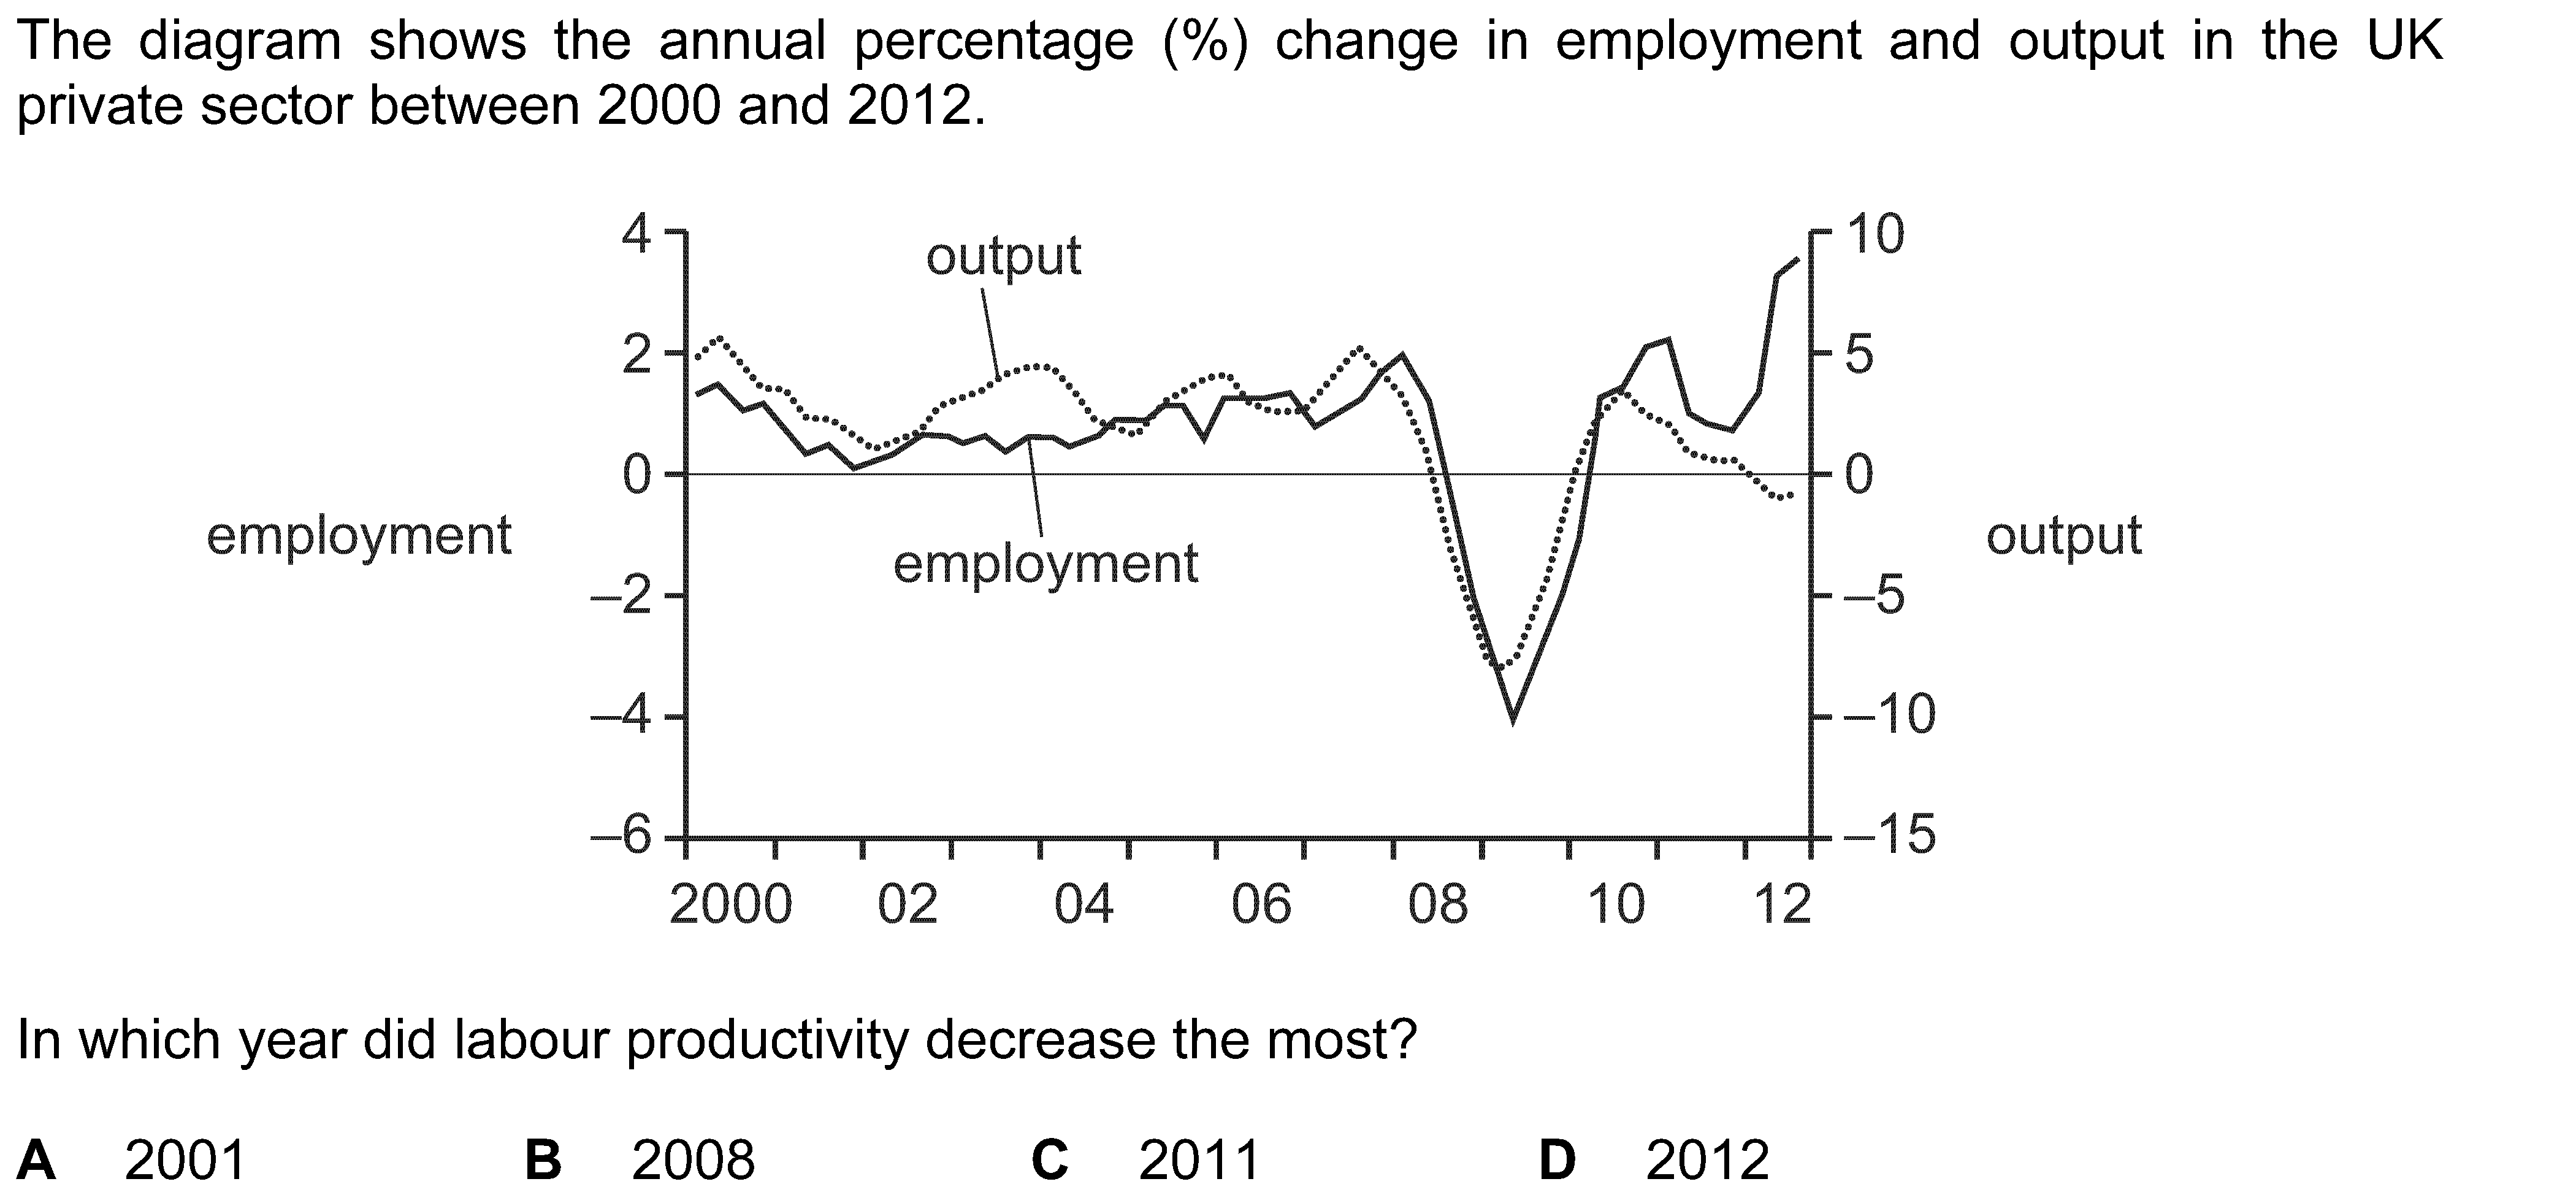 The diagram shows the annual percentage (%) change in employment and output in the UK
private sector between 2000 and 2012.
4
10
output
2
5
0
0
employment
output
employment
–2
–5
–4
–10
–6
–15
2000 02 04 06 08 10 12
In which year did labour productivity decrease the most?
A 2001 B 2008 C 2011 D 2012